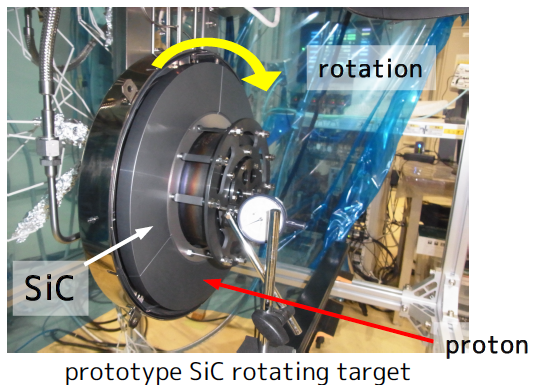 rotation
SiC
proton
prototype SiC rotating target